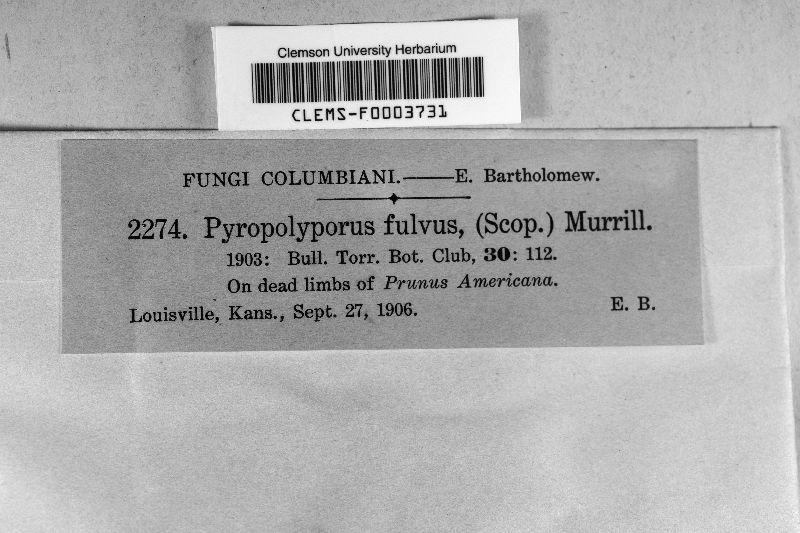 Clemson University Herbarium
CLEMS-F0003731
FUNGI COLUMBIANI.——E. Bartholomew.
2274. Pyropolyporus fulvus, (Scop.) Murrill.
1903: Bull. Torr. Bot. Club, 30: 112.
On dead limbs of Prunus Americana.
Louisville, Kans., Sept. 27, 1906. E. B.